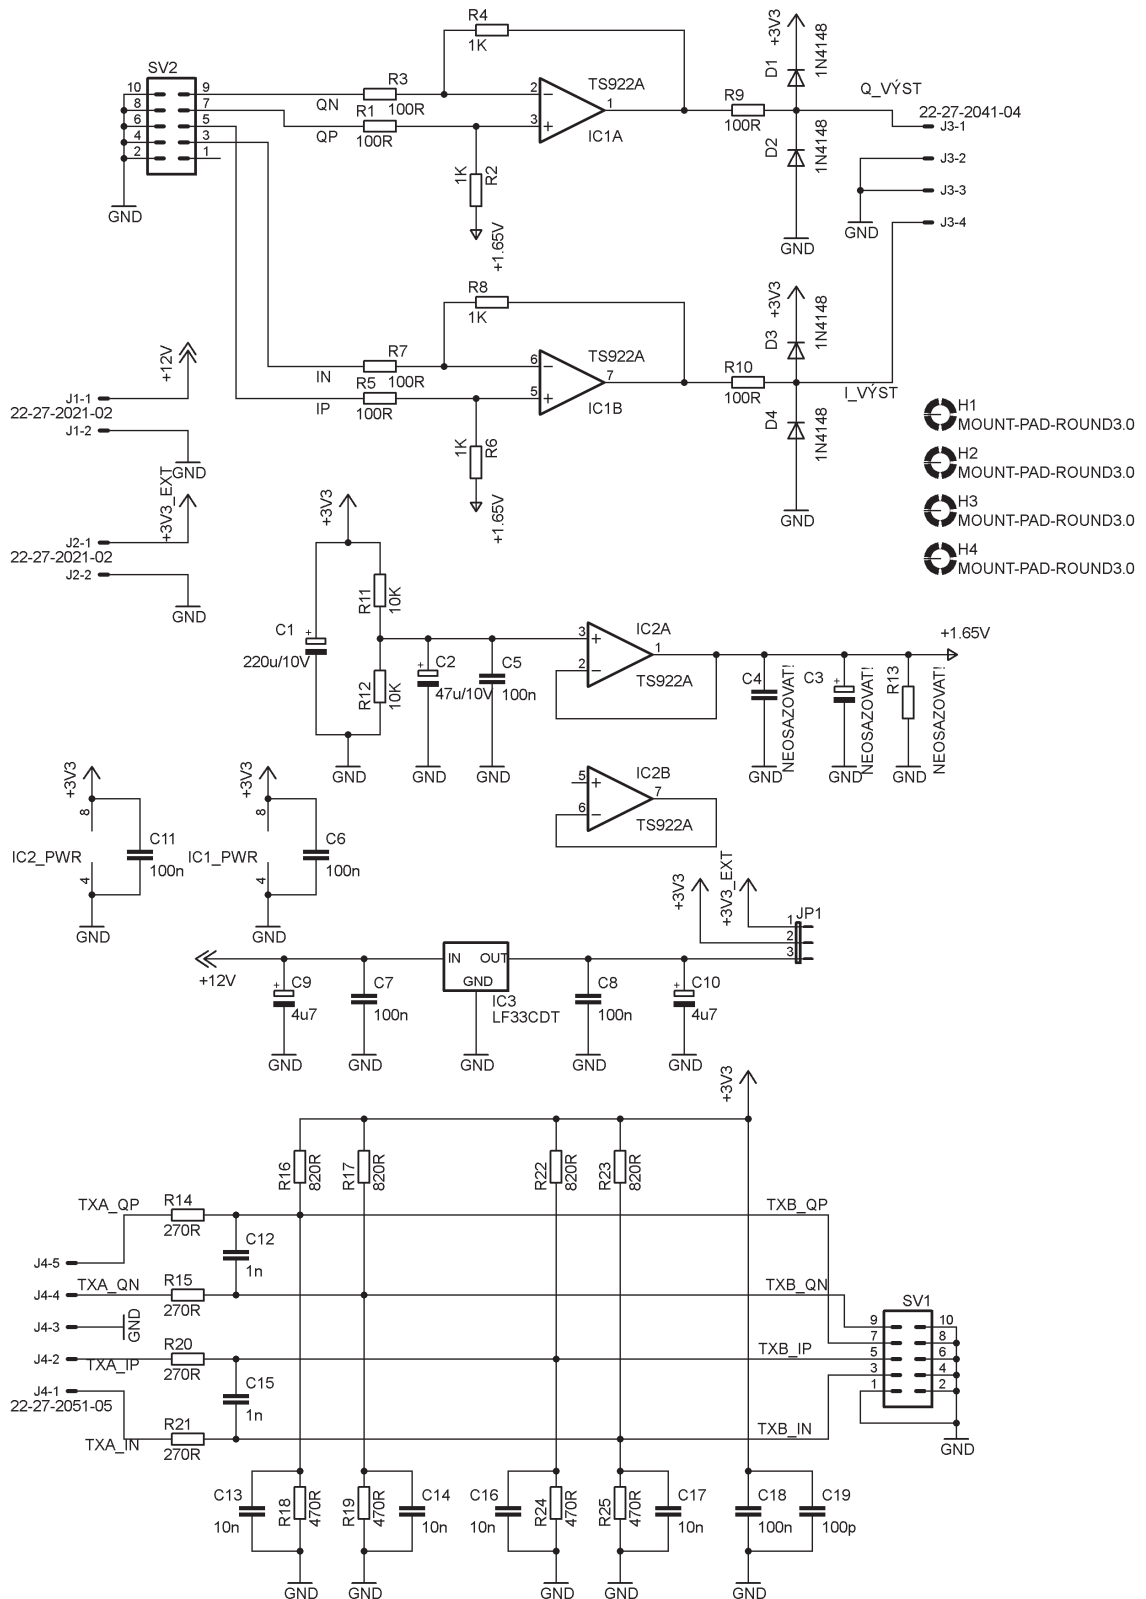 R4
1K
+3V3
D1
1N4148
SV2
10 9
8 7
6 5
4 3
2 1
GND
QN
R3
100R
QP
R1
100R
2
3
1
TS922A
IC1A
R9
100R
D2
1N4148
GND
Q_VÝST
22-27-2041-04
J3-1
J3-2
J3-3
J3-4
GND
1K
R2
+1.65V
R8
1K
+3V3
D3
1N4148
IN
R7
100R
IP
R5
100R
6
5
7
TS922A
IC1B
R10
100R
D4
1N4148
GND
I_VÝST
1K
R6
+1.65V
+12V
J1-1
22-27-2021-02
J1-2
GND
+3V3_EXT
J2-1
22-27-2021-02
J2-2
GND
H1
MOUNT-PAD-ROUND3.0
H2
MOUNT-PAD-ROUND3.0
H3
MOUNT-PAD-ROUND3.0
H4
MOUNT-PAD-ROUND3.0
+3V3
C1
220u/10V
R11
10K
R12
10K
GND
C2
47u/10V
GND
C5
100n
GND
3
2
1
IC2A
TS922A
+1.65V
C4
NEOSAZOVAT!
GND
C3
NEOSAZOVAT!
GND
R13
NEOSAZOVAT!
GND
5
6
7
IC2B
TS922A
+3V3
8
IC2_PWR
4
C11
100n
GND
+3V3
8
IC1_PWR
4
C6
100n
GND
+3V3
+3V3_EXT
JP1
1
2
3
+12V
C9
4u7
GND
C7
100n
GND
IN OUT
GND
IC3
LF33CDT
GND
C8
100n
GND
C10
4u7
GND
+3V3
R16
820R
R17
820R
R22
820R
R23
820R
TXA_QP
R14
270R
TXB_QP
J4-5
C12
1n
J4-4
TXA_QN
R15
270R
TXB_QN
J4-3
GND
J4-2
TXA_IP
R20
270R
TXB_IP
J4-1
22-27-2051-05
C15
1n
TXA_IN
R21
270R
TXB_IN
SV1
9 10
7 8
5 6
3 4
1 2
GND
C13
10n
R18
470R
GND
R19
470R
C14
10n
GND
C16
10n
R24
470R
GND
R25
470R
C17
10n
GND
C18
100n
C19
100p
GND